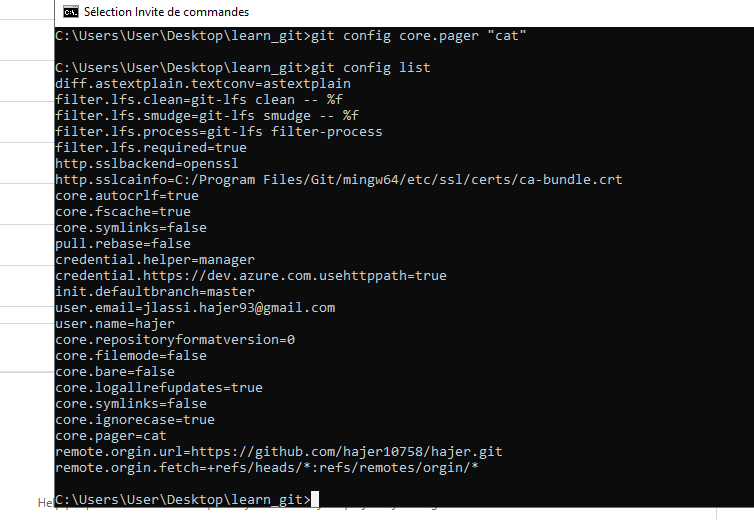 Sélection Invite de commandes
C:\Users\User\Desktop\learn_git>git config core.pager "cat"
C:\Users\User\Desktop\learn_git>git config list
diff.astextplain.textconv=astextplain
filter.lfs.clean=git-lfs clean -- %f
filter.lfs.smudge=git-lfs smudge -- %f
filter.lfs.process=git-lfs filter-process
filter.lfs.required=true
http.sslbackend=openssl
http.sslcainfo=C:/Program Files/Git/mingw64/etc/ssl/certs/ca-bundle.crt
core.autocrlf=true
core.fscache=true
core.symlinks=false
pull.rebase=false
credential.helper=manager
credential.https://dev.azure.com.usehttppath=true
init.defaultbranch=master
user.email=jlassi.hajer93@gmail.com
user.name=hajer
core.repositoryformatversion=0
core.filemode=false
core.bare=false
core.logallrefupdates=true
core.symlinks=false
core.ignorecase=true
core.pager=cat
remote.orgin.url=https://github.com/hajer10758/hajer.git
remote.orgin.fetch=+refs/heads/*:refs/remotes/orgin/*
C:\Users\User\Desktop\learn_git>